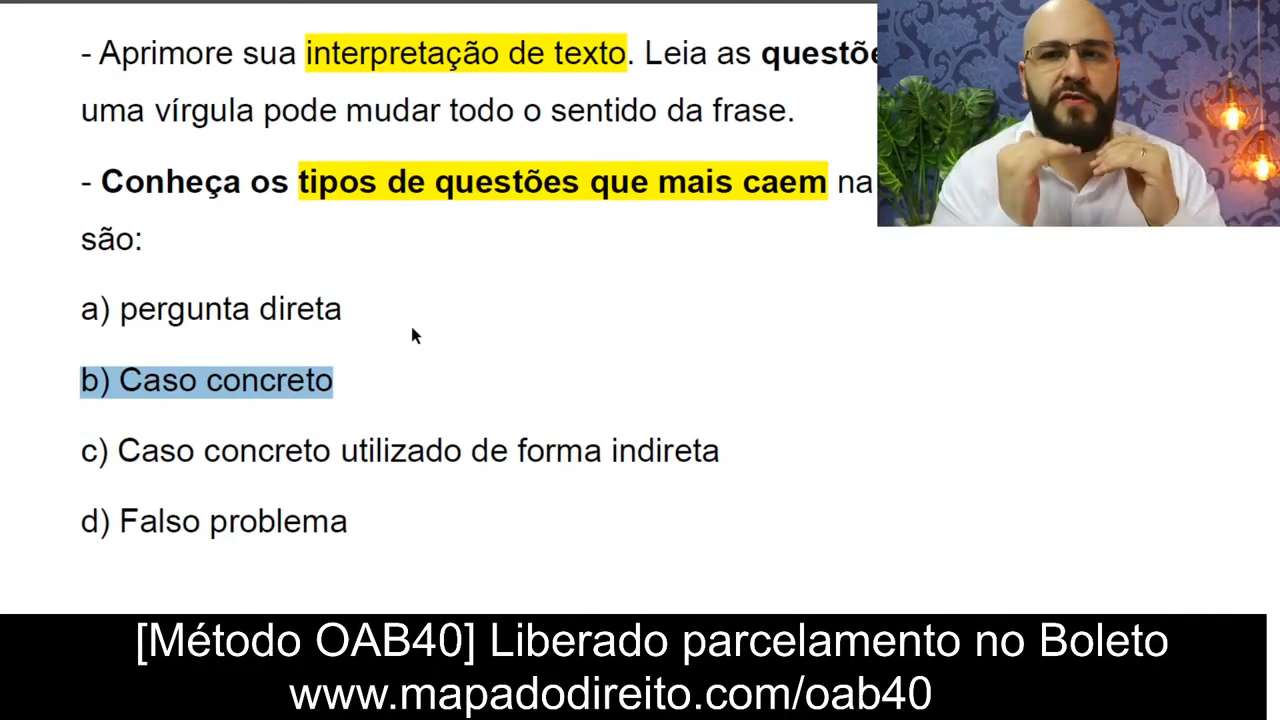 - Aprimore sua interpretação de texto. Leia as
uma vírgula pode mudar todo o sentido da frase.
- Conheça os tipos de questões que mais caem na
são:
a) pergunta direta
b) Caso concreto
c) Caso concreto utilizado de forma indireta
d) Falso problema
[Método OAB40] Liberado parcelamento no Boleto
www.mapadodireito.com/oab40